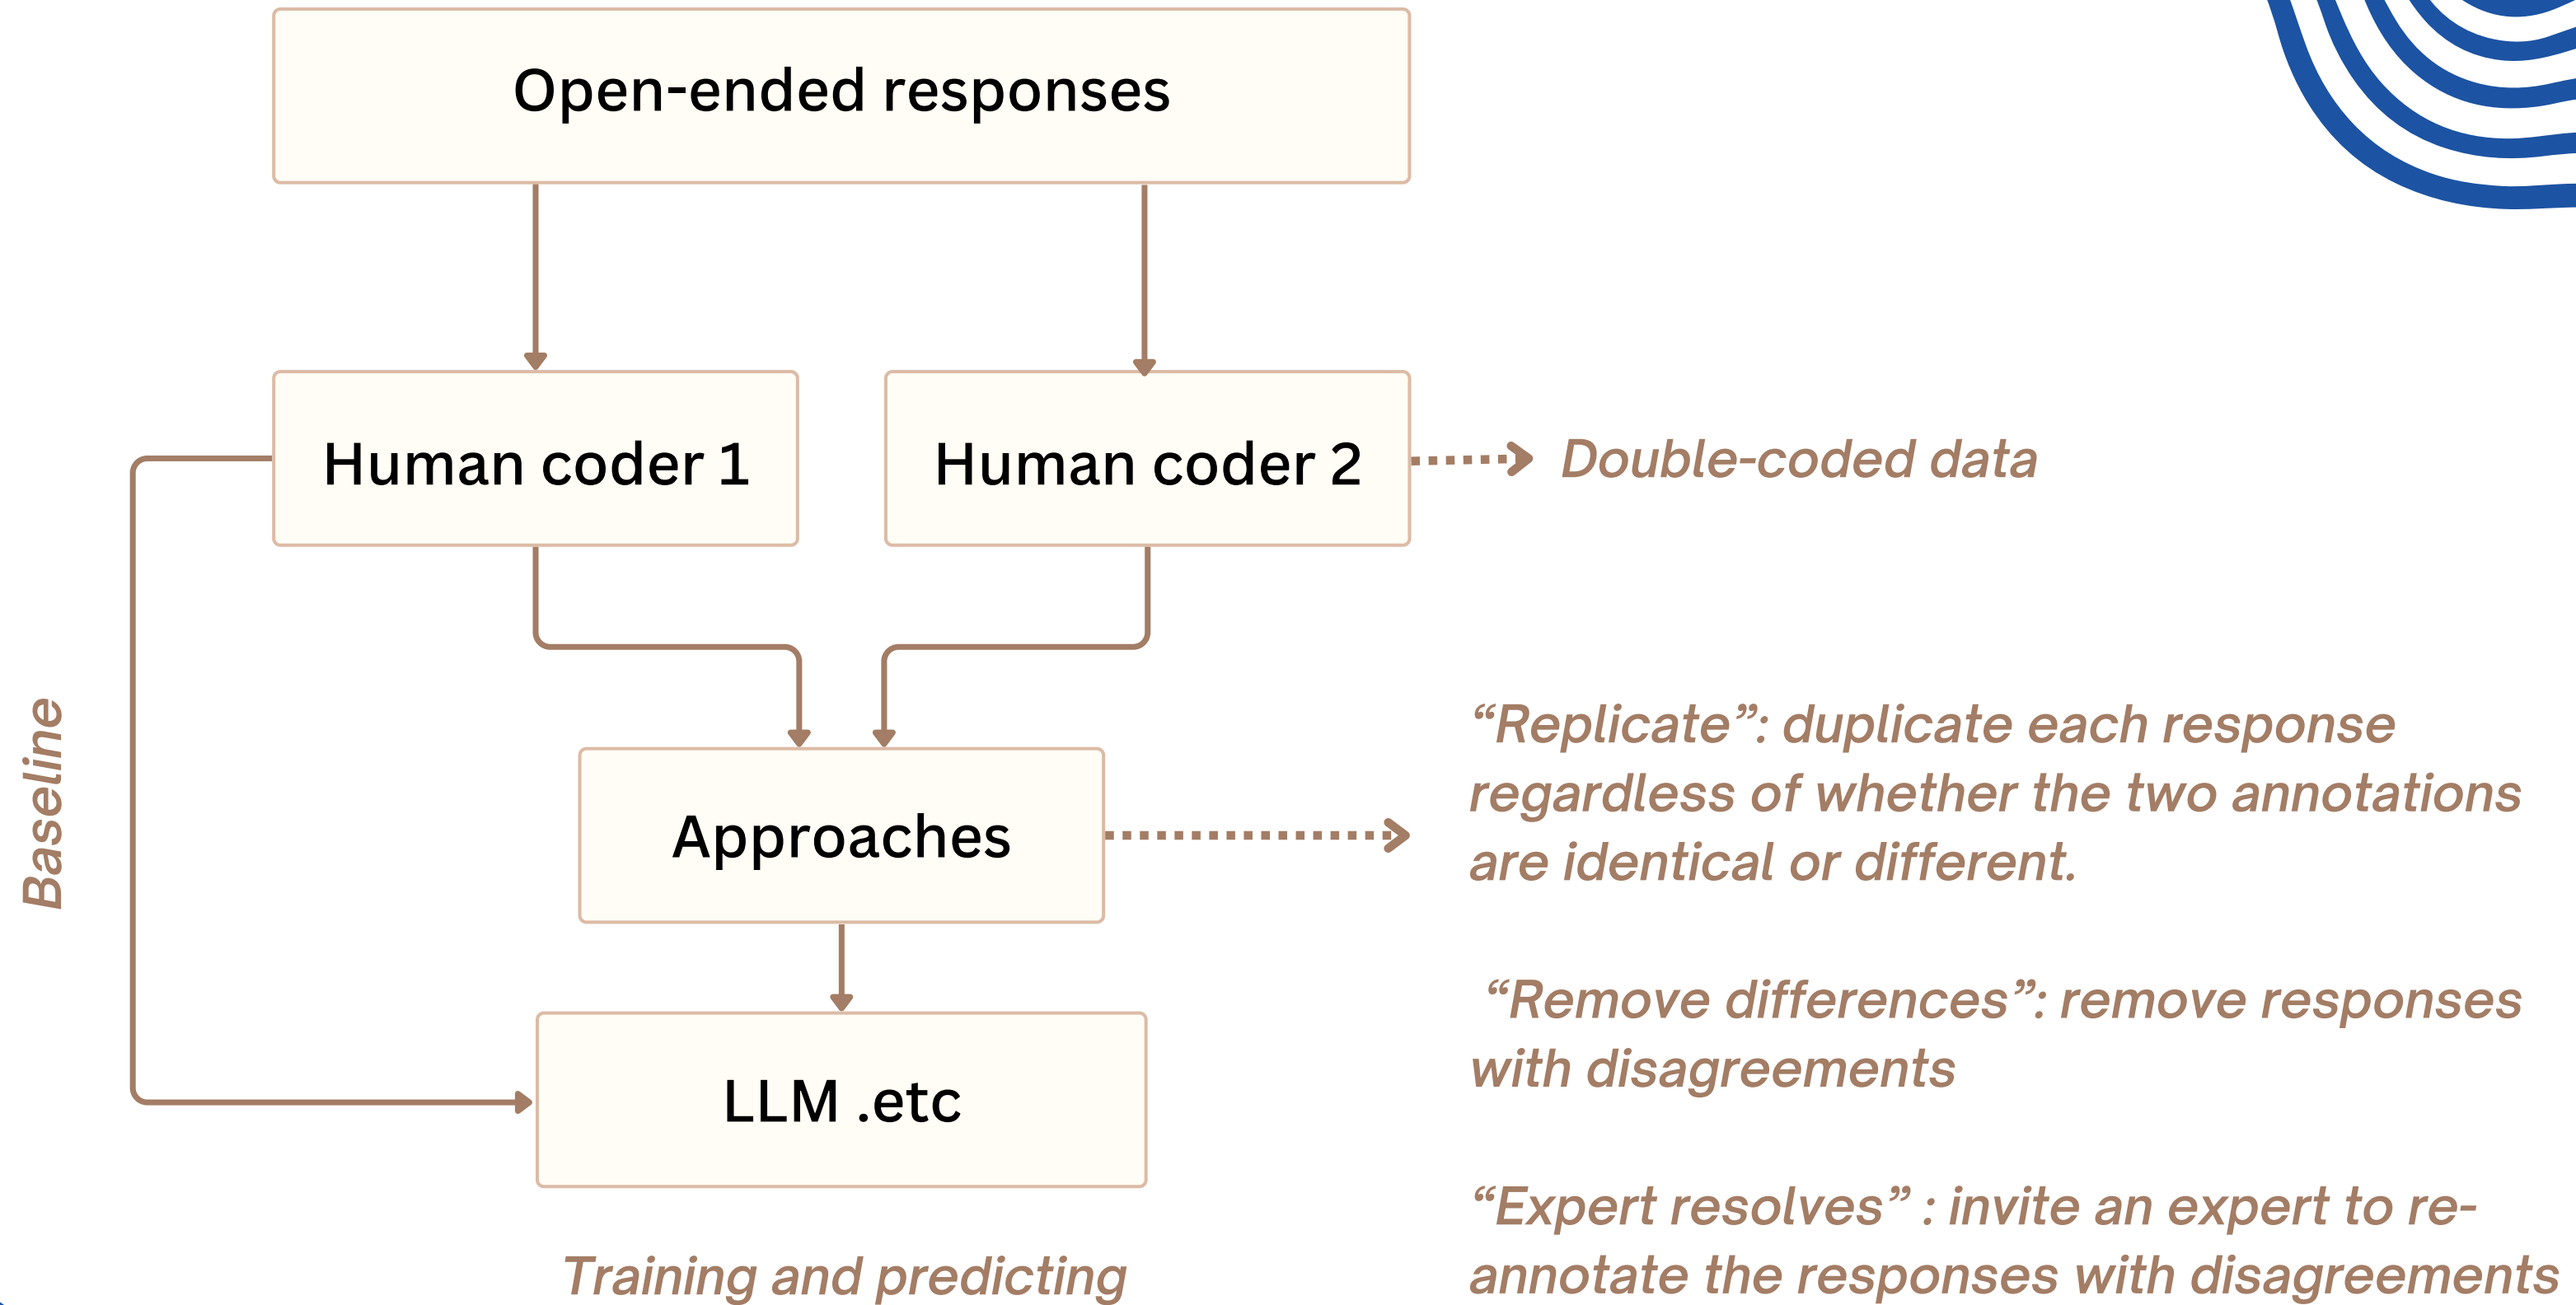 Open-ended responses
Human coder 1
Human coder 2
Double-coded data
Baseline
Approaches
“Replicate”: duplicate each response
regardless of whether the two annotations
are identical or different.
“Remove differences”: remove responses
with disagreements
LLM .etc
“Expert resolves” : invite an expert to re-
annotate the responses with disagreements
Training and predicting